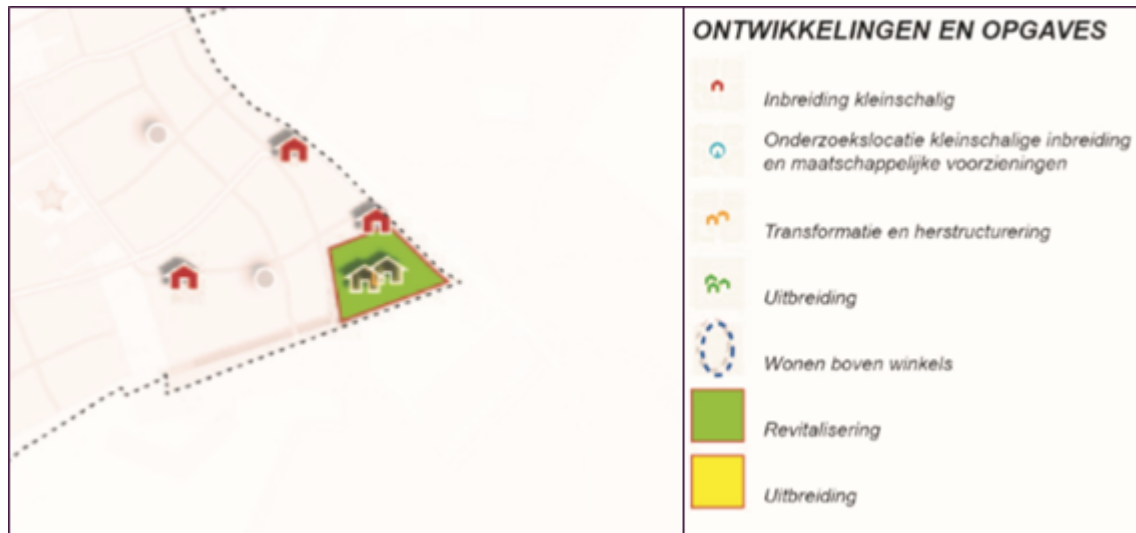 ONTWIKKELINGEN EN OPGAVES
Inbreiding kleinschalig
Onderzoekslocatie kleinschalige inbreiding
en maatschappelijke voorzieningen
Transformatie en herstructurering
Uitbreiding
Wonen boven winkels
Revitalisering
Uitbreiding